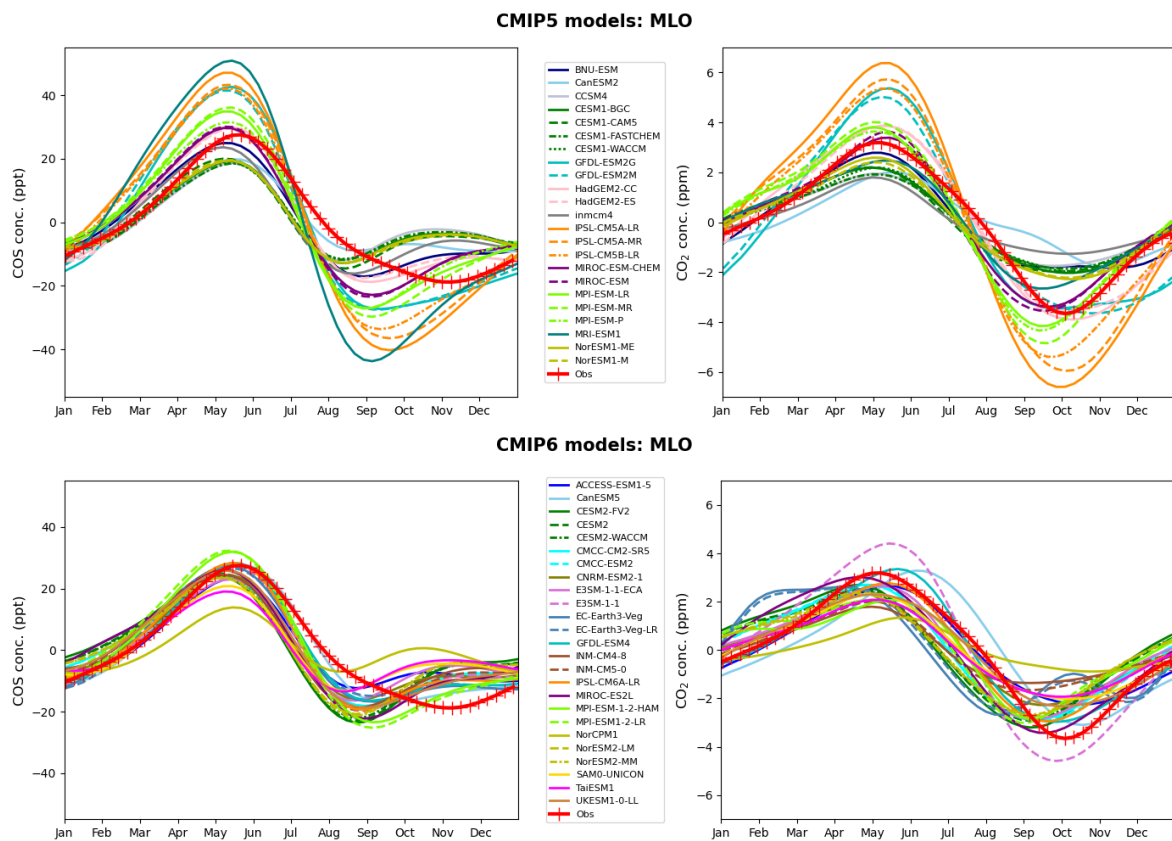 CMIP5 models: MLO
COS conc. (ppt)
40
20
0
−20
−40
Jan Feb Mar Apr May Jun Jul Aug Sep Oct Nov Dec
BNU-ESM
CanESM2
CCSM4
CESM1-BGC
CESM1-CAM5
CESM1-FASTCHEM
CESM1-WACCM
GFDL-ESM2G
GFDL-ESM2M
HadGEM2-CC
HadGEM2-ES
inmcm4
IPSL-CM5A-LR
IPSL-CM5A-MR
IPSL-CM5B-LR
MIROC-ESM-CHEM
MIROC-ESM
MPI-ESM-LR
MPI-ESM-MR
MPI-ESM-P
MRI-ESM1
NorESM1-ME
NorESM1-M
Obs
CO₂ conc. (ppm)
6
4
2
0
−2
−4
−6
Jan Feb Mar Apr May Jun Jul Aug Sep Oct Nov Dec
CMIP6 models: MLO
COS conc. (ppt)
40
20
0
−20
−40
Jan Feb Mar Apr May Jun Jul Aug Sep Oct Nov Dec
ACCESS-ESM1-5
CanESM5
CESM2-FV2
CESM2
CESM2-WACCM
CMCC-CM2-SR5
CMCC-ESM2
CNRM-ESM2-1
E3SM-1-1-ECA
E3SM-1-1
EC-Earth3-Veg
EC-Earth3-Veg-LR
GFDL-ESM4
INM-CM4-8
INM-CM5-0
IPSL-CM6A-LR
MIROC-ES2L
MPI-ESM-1-2-HAM
MPI-ESM1-2-LR
NorCPM1
NorESM2-LM
NorESM2-MM
SAM0-UNICON
TaiESM1
UKESM1-0-LL
Obs
CO₂ conc. (ppm)
6
4
2
0
−2
−4
−6
Jan Feb Mar Apr May Jun Jul Aug Sep Oct Nov Dec